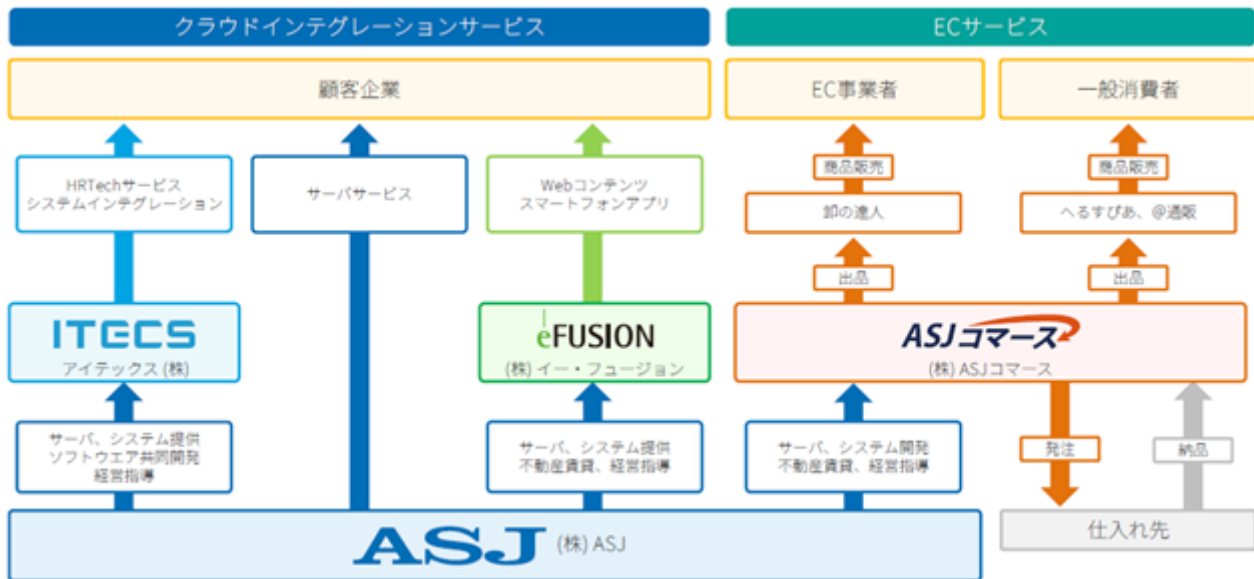 クラウドインテグレーションサービス
ECサービス
顧客企業
EC事業者
一般消費者
HRTechサービス
システムインテグレーション
サーバサービス
Webコンテンツ
スマートフォンアプリ
商品販売
商品販売
卸の達人
へるすぴあ、@通販
出品
出品
ITECS
アイテックス (株)
eFUSION
(株) イー・フュージョン
ASJコマース
(株) ASJコマース
サーバ、システム提供
ソフトウエア共同開発
経営指導
サーバ、システム提供
不動産賃貸、経営指導
サーバ、システム開発
不動産賃貸、経営指導
発注
納品
ASJ (株) ASJ
仕入れ先